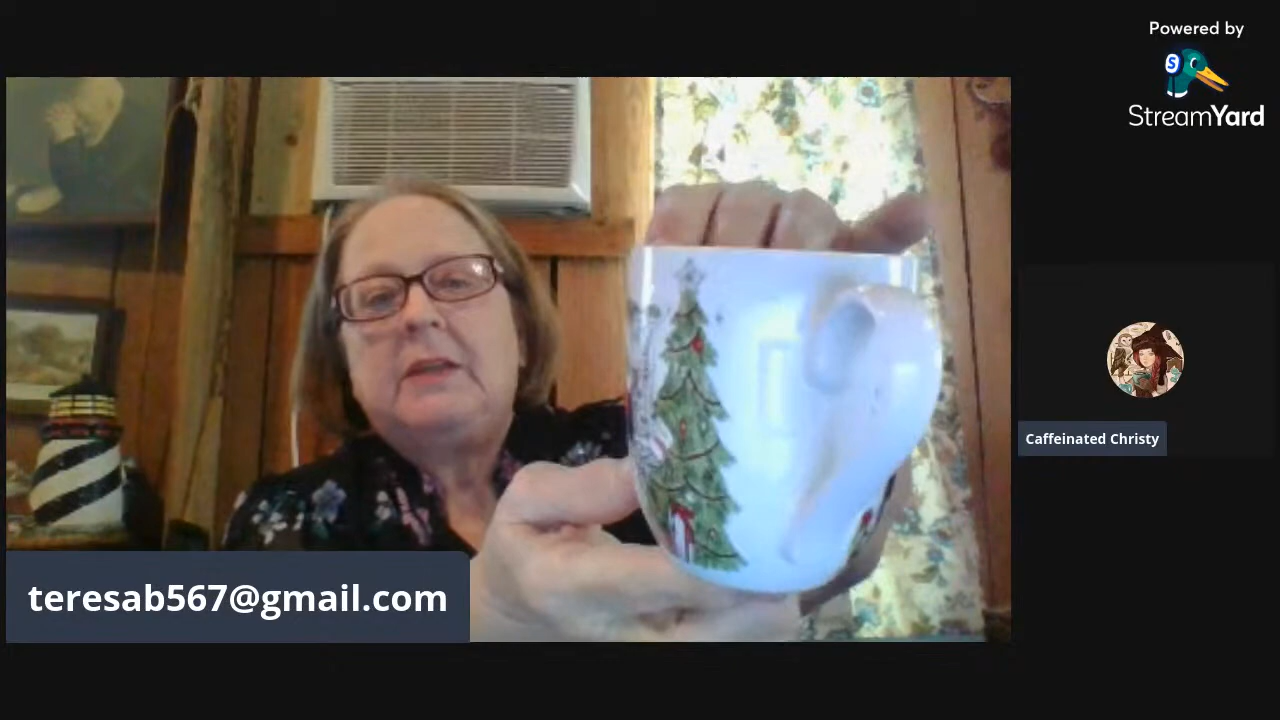 Powered by
S
StreamYard
Caffeinated Christy
teresab567@gmail.com